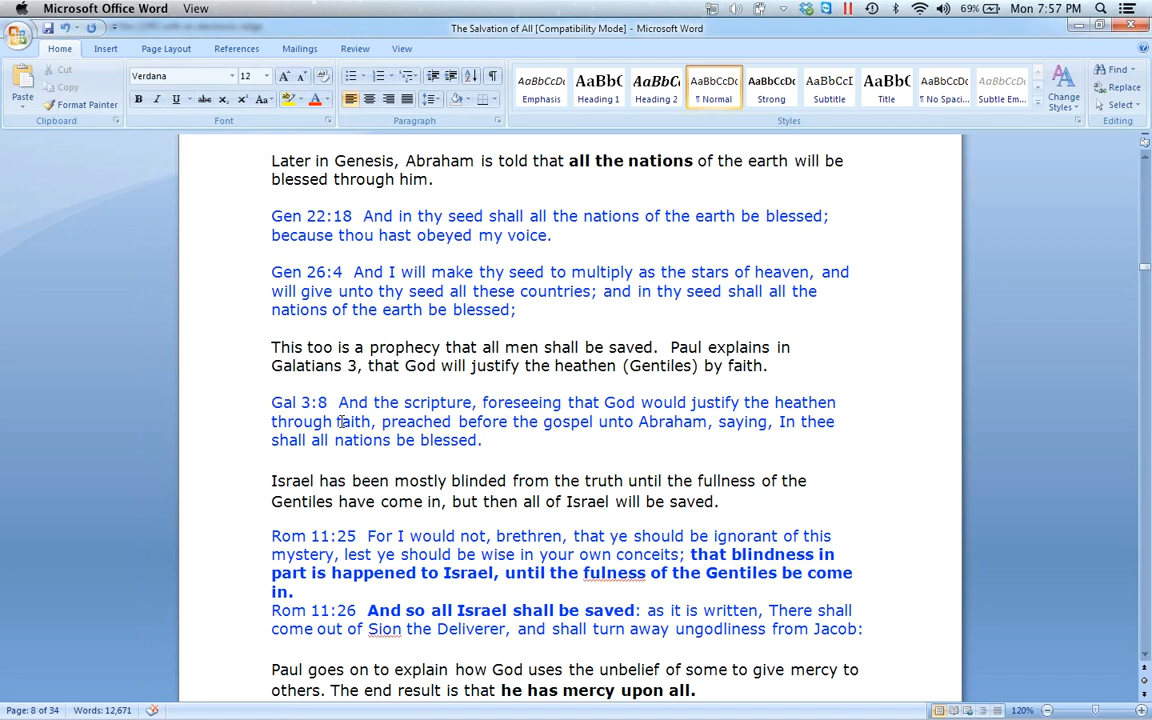 Microsoft Office Word View
69% Mon 7:57 PM
The Salvation of All [Compatibility Mode] - Microsoft Word
Home Insert Page Layout References Mailings Review View
Paste
Cut
Copy
Format Painter
Clipboard
Verdana 12
Font
Paragraph
AaBbCcDc AaBbC AaBbCc AaBbCcDc AaBbCcDc AaBbCcI AaBbC AaBbCcDc AaBbCcDc
Emphasis Heading 1 Heading 2 ¶ Normal Strong Subtitle Title ¶ No Spaci... Subtle Em...
Change Styles
Styles
Find
Replace
Select
Editing
Later in Genesis, Abraham is told that all the nations of the earth will be
blessed through him.
Gen 22:18 And in thy seed shall all the nations of the earth be blessed;
because thou hast obeyed my voice.
Gen 26:4 And I will make thy seed to multiply as the stars of heaven, and
will give unto thy seed all these countries; and in thy seed shall all the
nations of the earth be blessed;
This too is a prophecy that all men shall be saved. Paul explains in
Galatians 3, that God will justify the heathen (Gentiles) by faith.
Gal 3:8 And the scripture, foreseeing that God would justify the heathen
through faith, preached before the gospel unto Abraham, saying, In thee
shall all nations be blessed.
Israel has been mostly blinded from the truth until the fullness of the
Gentiles have come in, but then all of Israel will be saved.
Rom 11:25 For I would not, brethren, that ye should be ignorant of this
mystery, lest ye should be wise in your own conceits; that blindness in
part is happened to Israel, until the fulness of the Gentiles be come
in.
Rom 11:26 And so all Israel shall be saved: as it is written, There shall
come out of Sion the Deliverer, and shall turn away ungodliness from Jacob:
Paul goes on to explain how God uses the unbelief of some to give mercy to
others. The end result is that he has mercy upon all.
Page: 8 of 34 Words: 12,671 120%